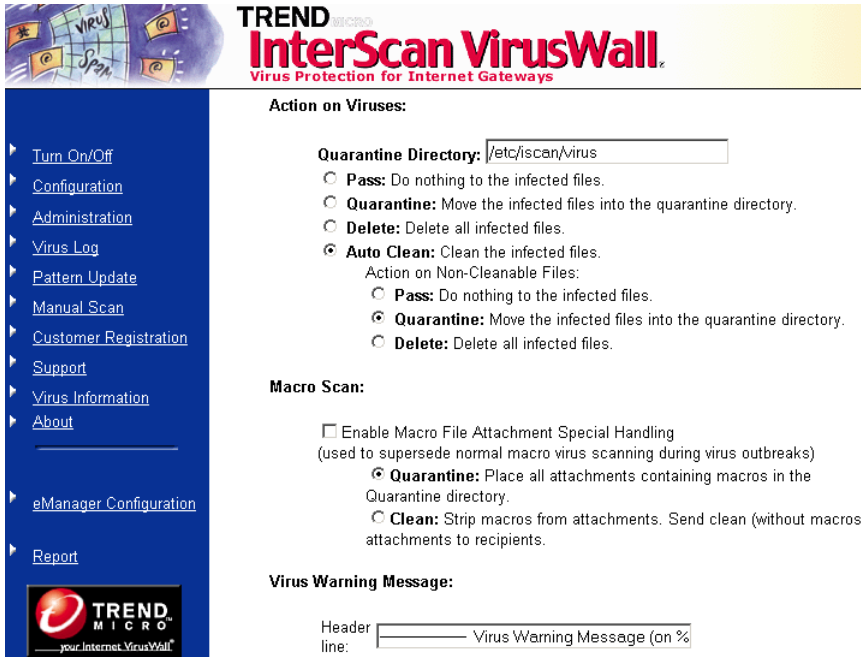 VIRUS
SPAM
TREND MICRO
InterScan VirusWall®
Virus Protection for Internet Gateways
Action on Viruses:
Turn On/Off
Configuration
Administration
Virus Log
Pattern Update
Manual Scan
Customer Registration
Support
Virus Information
About
eManager Configuration
Report
TREND™
MICRO
your Internet VirusWall®
Quarantine Directory: /etc/iscan/virus
Pass: Do nothing to the infected files.
Quarantine: Move the infected files into the quarantine directory.
Delete: Delete all infected files.
Auto Clean: Clean the infected files.
Action on Non-Cleanable Files:
Pass: Do nothing to the infected files.
Quarantine: Move the infected files into the quarantine directory.
Delete: Delete all infected files.
Macro Scan:
Enable Macro File Attachment Special Handling
(used to supersede normal macro virus scanning during virus outbreaks)
Quarantine: Place all attachments containing macros in the
Quarantine directory.
Clean: Strip macros from attachments. Send clean (without macros
attachments to recipients.
Virus Warning Message:
Header
line:
—————— Virus Warning Message (on %